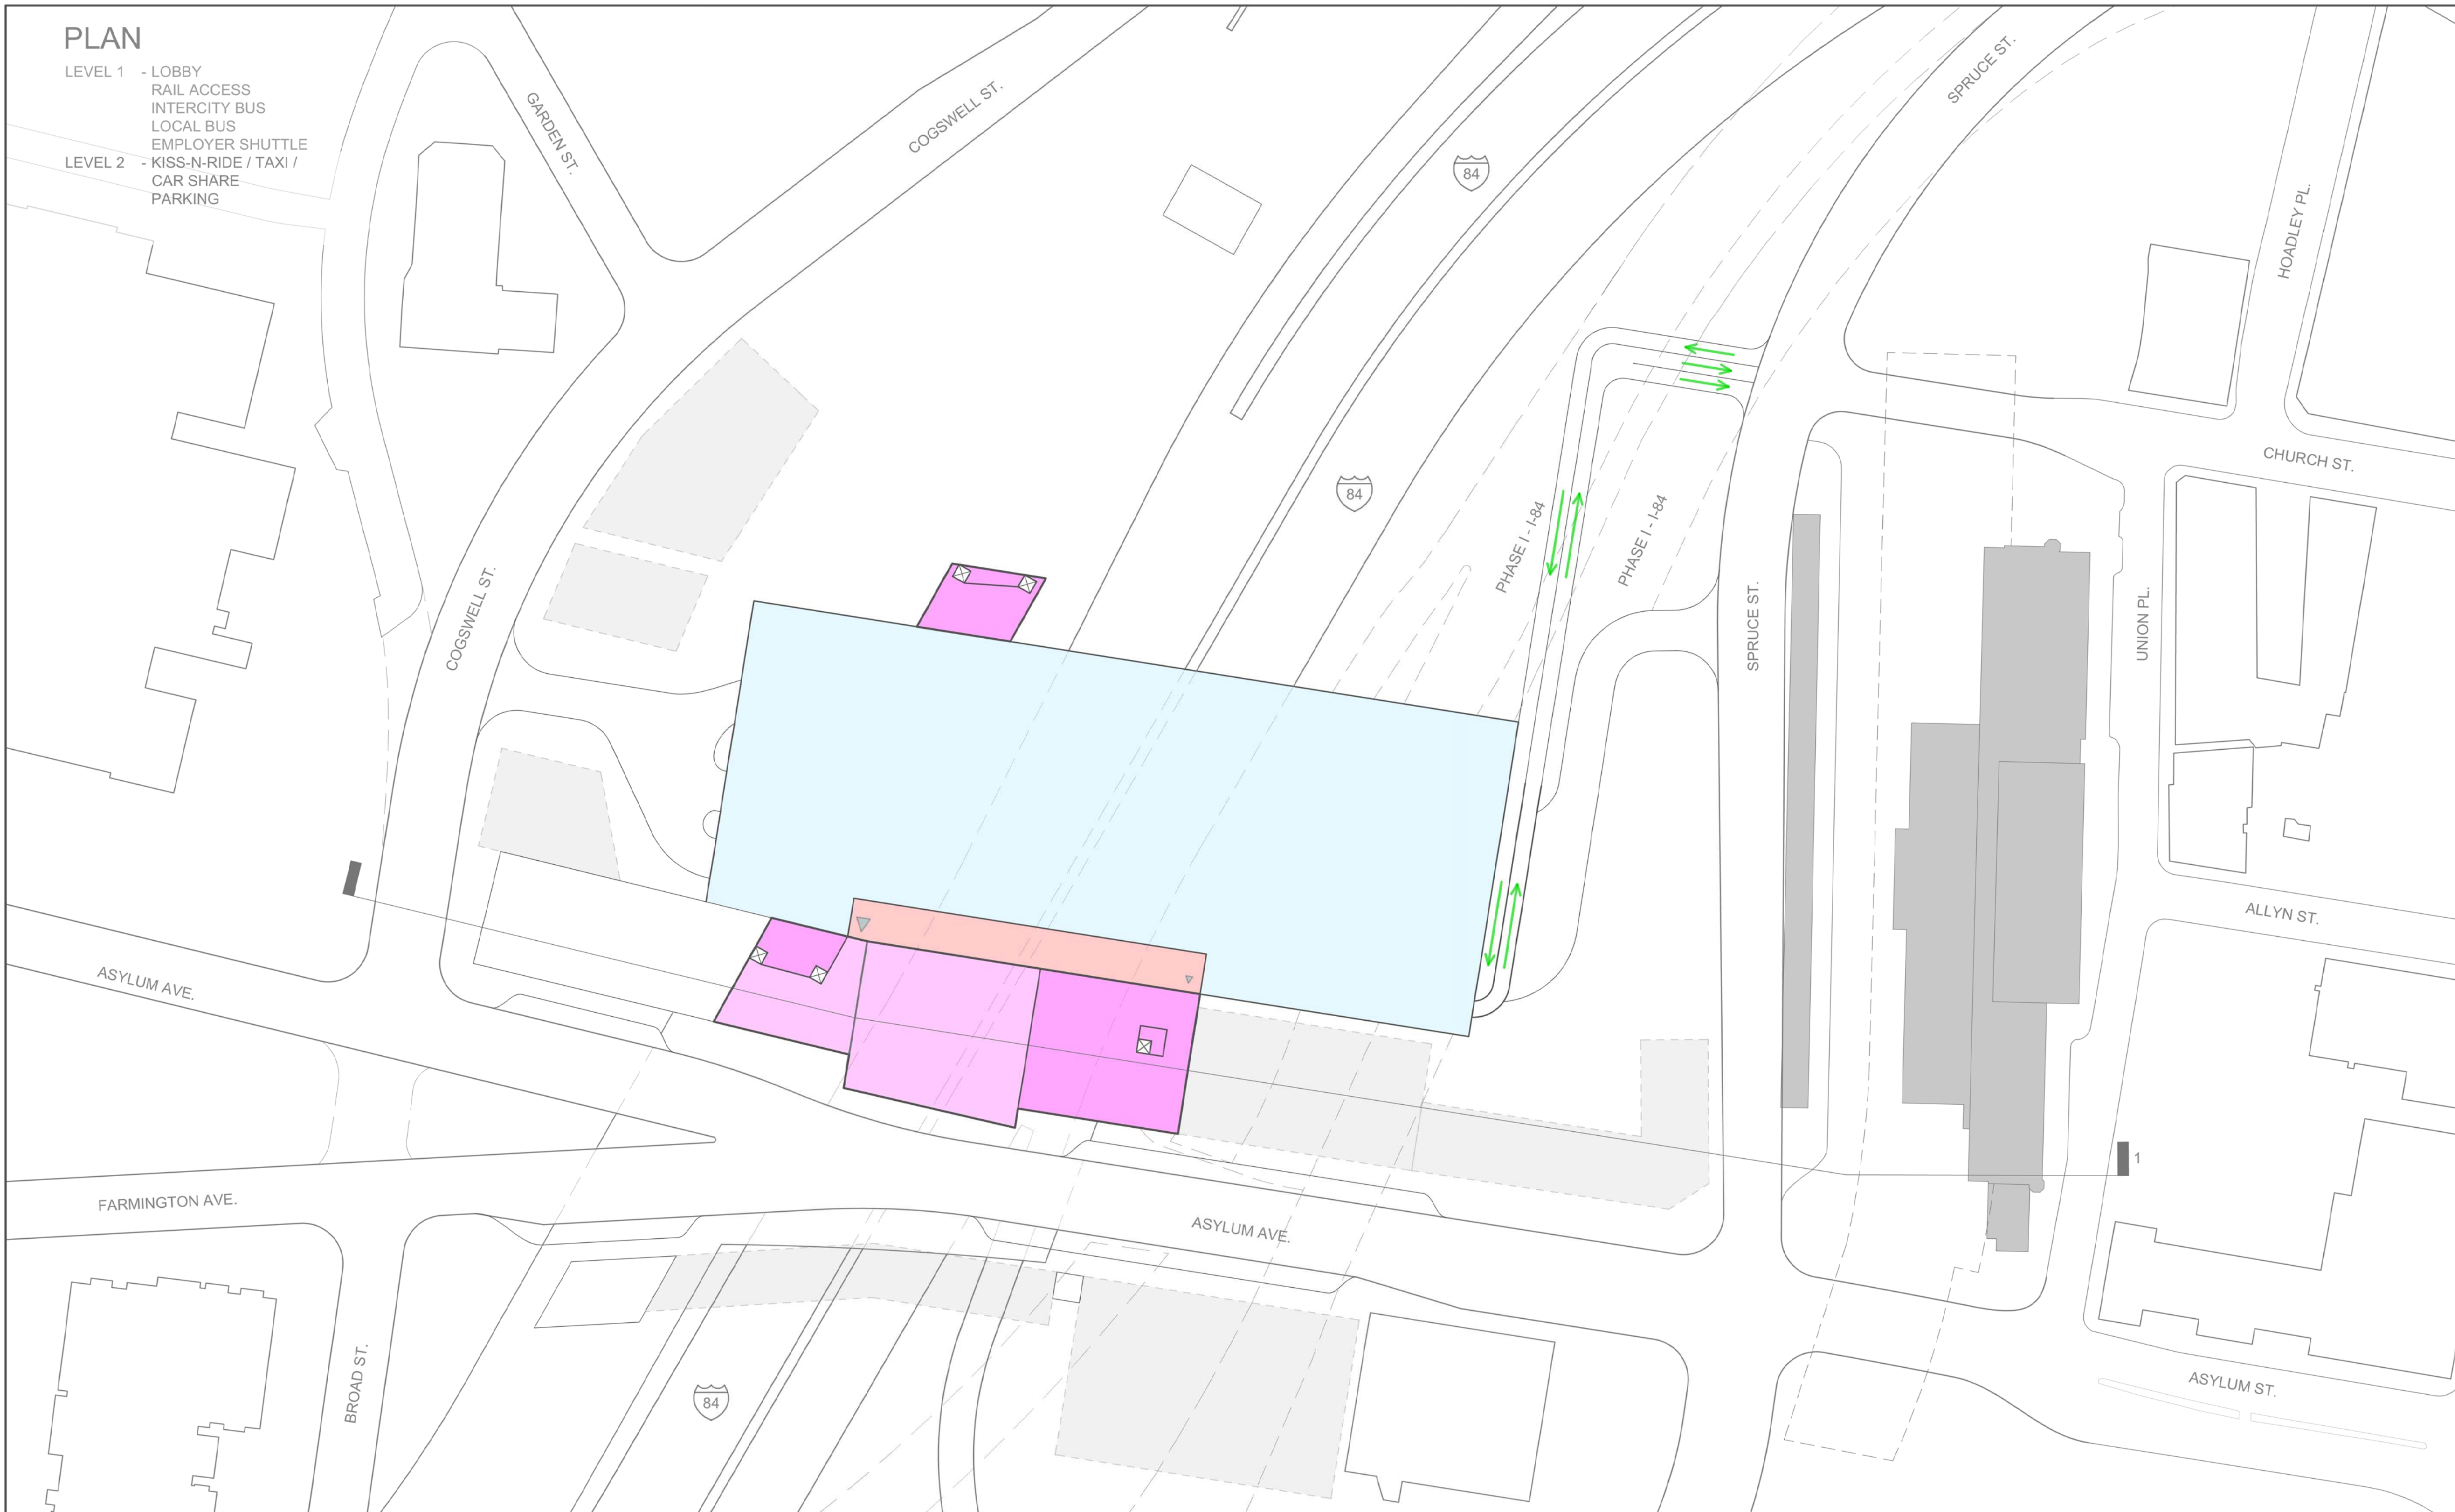 PLAN
LEVEL 1 - LOBBY
RAIL ACCESS
INTERCITY BUS
LOCAL BUS
EMPLOYER SHUTTLE
LEVEL 2 - KISS-N-RIDE / TAXI /
CAR SHARE
PARKING
GARDEN ST.
COGSWELL ST.
84
SPRUCE ST.
HOADLEY PL.
84
PHASE I - I-84
PHASE I - I-84
CHURCH ST.
COGSWELL ST.
SPRUCE ST.
UNION PL.
ALLYN ST.
ASYLUM AVE.
1
FARMINGTON AVE.
ASYLUM AVE.
BROAD ST.
84
ASYLUM ST.